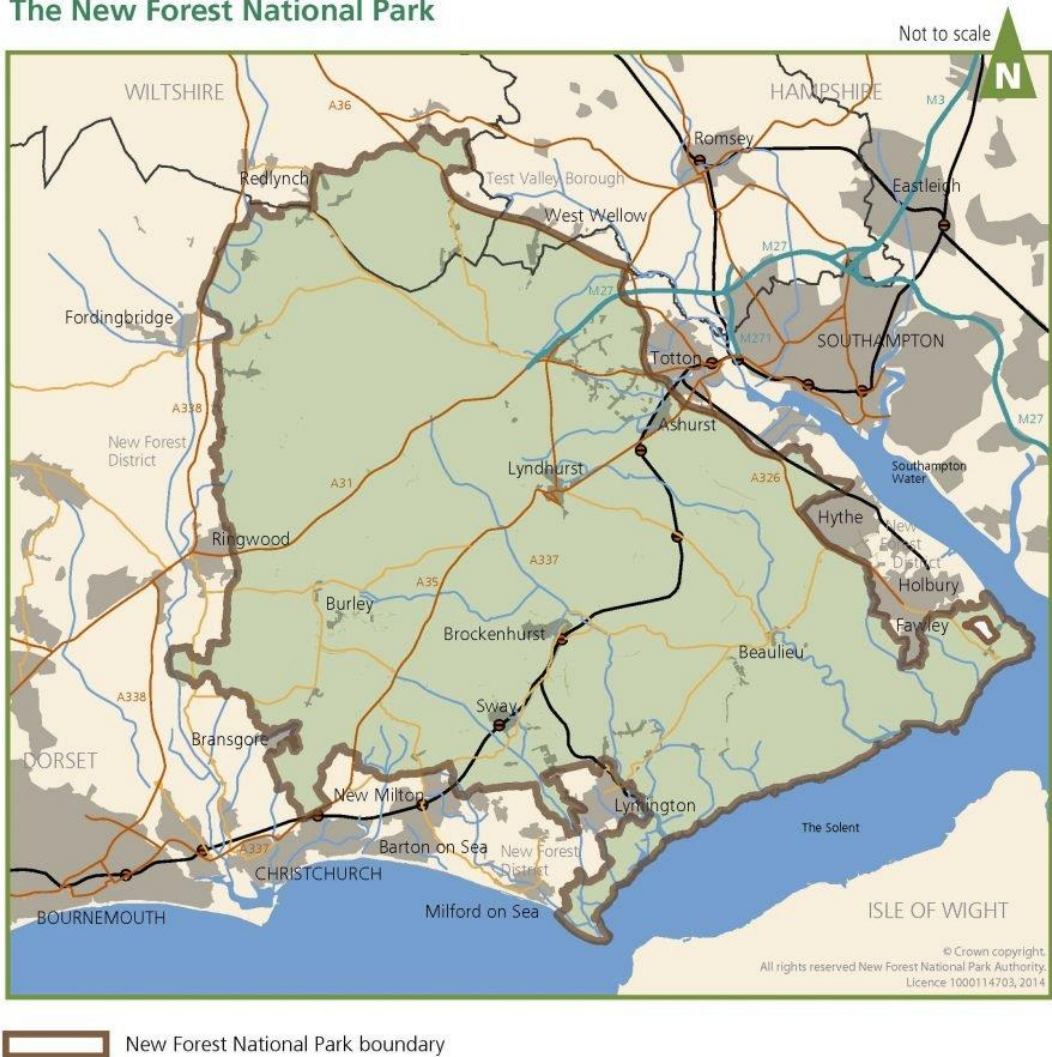 The New Forest National Park
Not to scale
N
WILTSHIRE
HAMPSHIRE
A36
M3
Romsey
Redlynch
Test Valley Borough
Eastleigh
West Wellow
M27
M27
Fordingbridge
M271
SOUTHAMPTON
Totton
A338
M27
Ashurst
New Forest
District
Lyndhurst
Southampton
Water
A31
A326
Hythe
New
Forest
District
Ringwood
A337
A35
Holbury
Burley
Fawley
Brockenhurst
Beaulieu
A338
Sway
Bransgore
DORSET
New Milton
Lymington
The Solent
A337
Barton on Sea
New Forest
District
CHRISTCHURCH
BOURNEMOUTH
Milford on Sea
ISLE OF WIGHT
© Crown copyright.
All rights reserved New Forest National Park Authority.
Licence 1000114703, 2014
New Forest National Park boundary